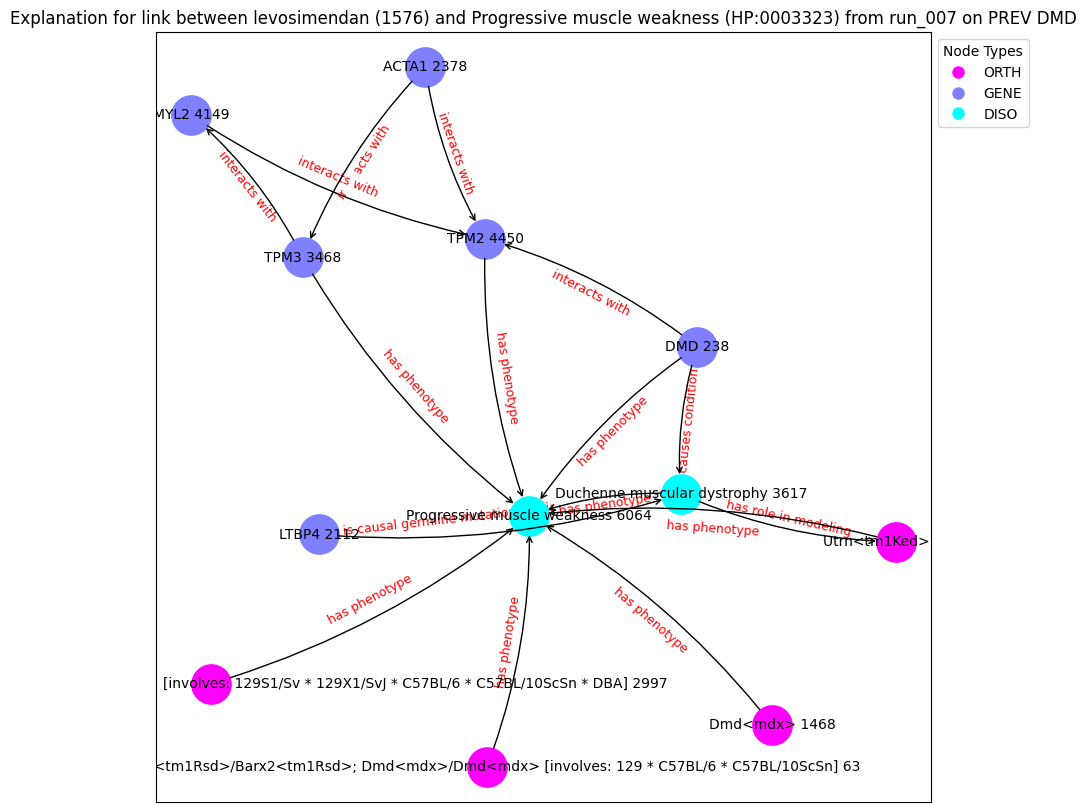 Explanation for link between levosimendan (1576) and Progressive muscle weakness (HP:0003323) from run_007 on PREV DMD
Node Types
ORTH
GENE
DISO
ACTA1 2378
MYL2 4149
interacts with
acts with
interacts with
interacts with
TPM2 4450
TPM3 3468
interacts with
DMD 238
has phenotype
has phenotype
has phenotype
causes condition
Duchenne muscular dystrophy 3617
has phenotype
Progressive muscle weakness 6064
is causal germline mutation
has role in modeling
has phenotype
LTBP4 2112
Utrn<tm1Ked>
has phenotype
has phenotype
has phenotype
[involves: 129S1/Sv * 129X1/SvJ * C57BL/6 * C57BL/10ScSn * DBA] 2997
Dmd<mdx> 1468
<tm1Rsd>/Barx2<tm1Rsd>; Dmd<mdx>/Dmd<mdx> [involves: 129 * C57BL/6 * C57BL/10ScSn] 63